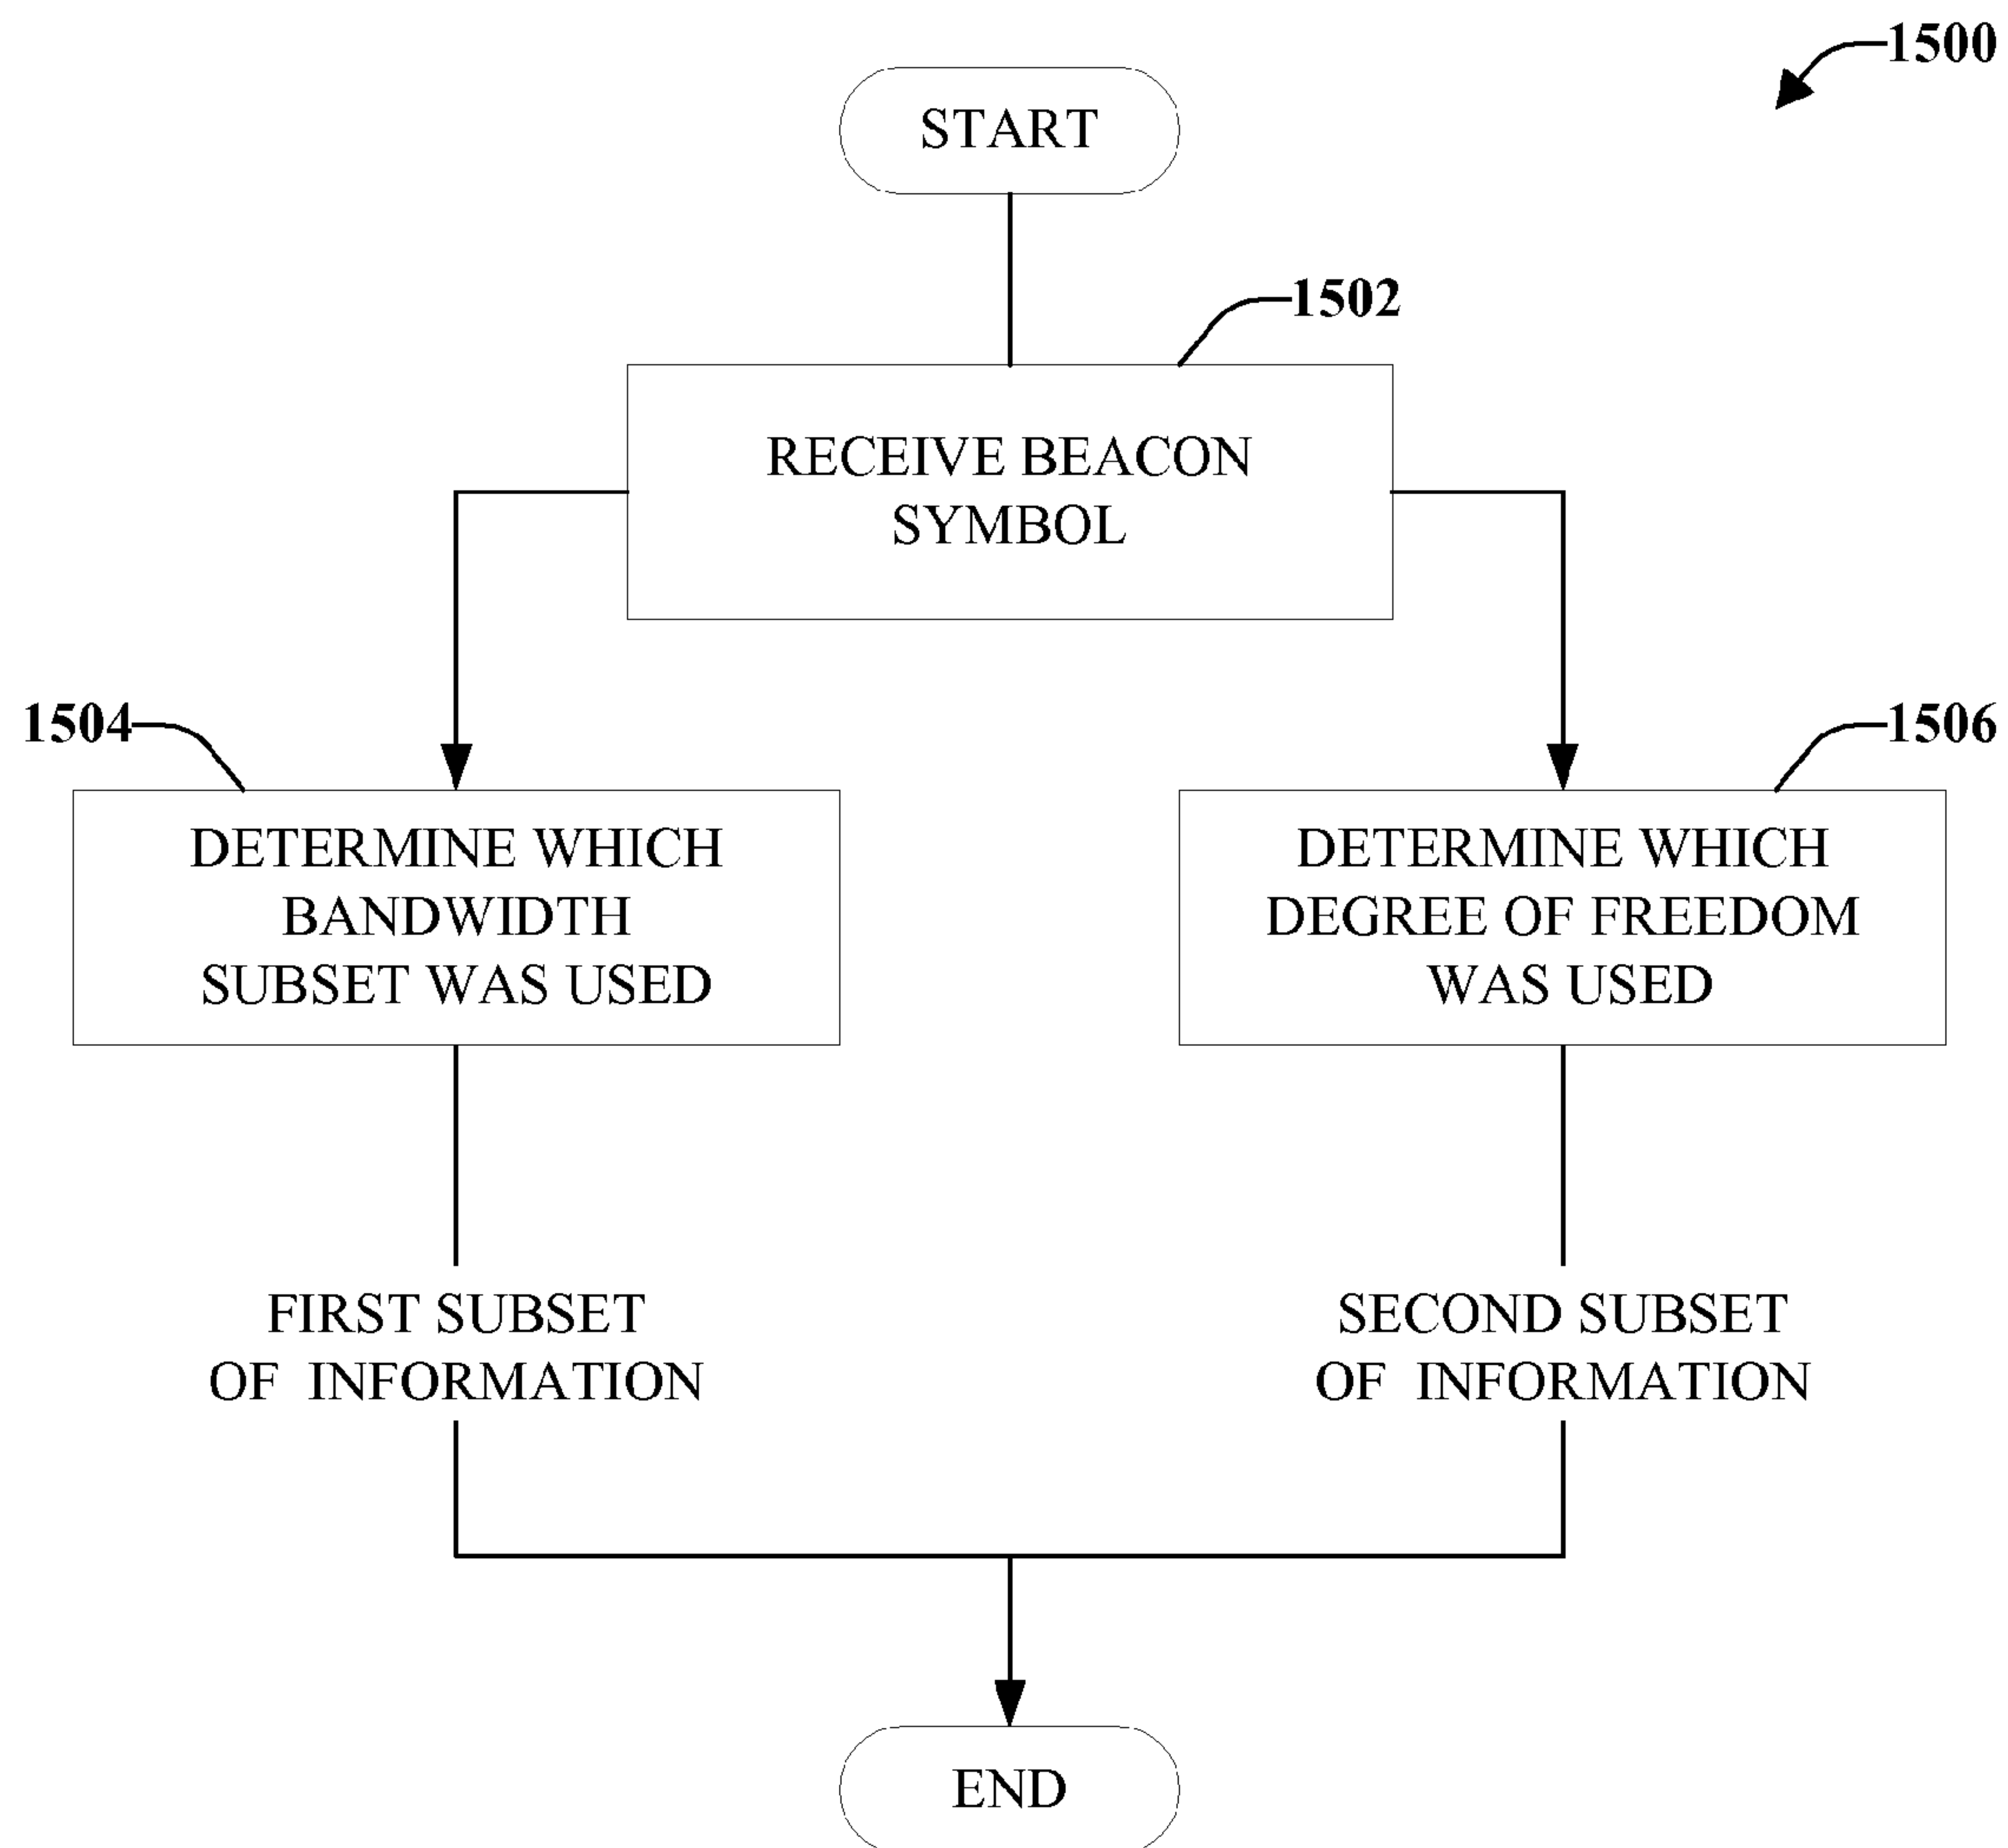 1500
START
1502
RECEIVE BEACON
SYMBOL
1504
DETERMINE WHICH
BANDWIDTH
SUBSET WAS USED
1506
DETERMINE WHICH
DEGREE OF FREEDOM
WAS USED
FIRST SUBSET
OF INFORMATION
SECOND SUBSET
OF INFORMATION
END